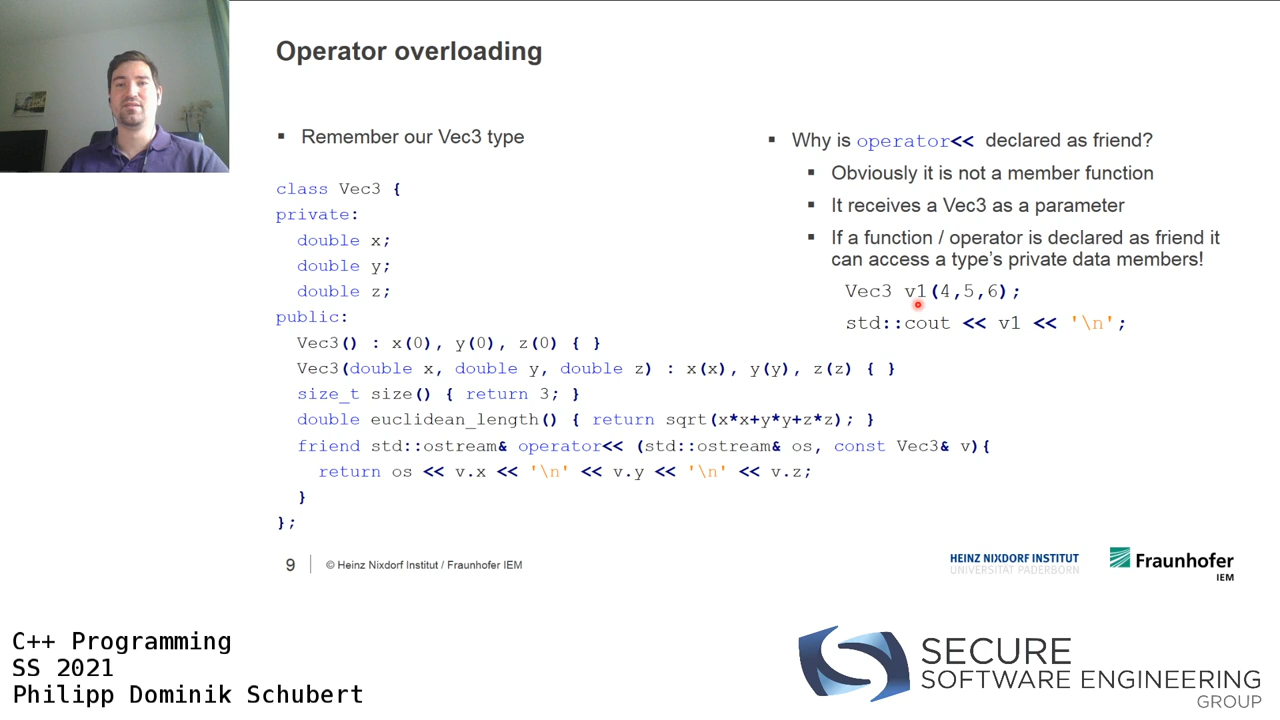 Operator overloading
▪ Remember our Vec3 type
class Vec3 {
private:
double x;
double y;
double z;
public:
Vec3() : x(0), y(0), z(0) { }
Vec3(double x, double y, double z) : x(x), y(y), z(z) { }
size_t size() { return 3; }
double euclidean_length() { return sqrt(x*x+y*y+z*z); }
friend std::ostream& operator<< (std::ostream& os, const Vec3& v){
return os << v.x << '\n' << v.y << '\n' << v.z;
}
};
▪ Why is operator<< declared as friend?
▪ Obviously it is not a member function
▪ It receives a Vec3 as a parameter
▪ If a function / operator is declared as friend it
can access a type's private data members!
Vec3 v1(4,5,6);
std::cout << v1 << '\n';
9
© Heinz Nixdorf Institut / Fraunhofer IEM
HEINZ NIXDORF INSTITUT
UNIVERSITÄT PADERBORN
Fraunhofer
IEM
C++ Programming
SS 2021
Philipp Dominik Schubert
SECURE
SOFTWARE ENGINEERING
GROUP